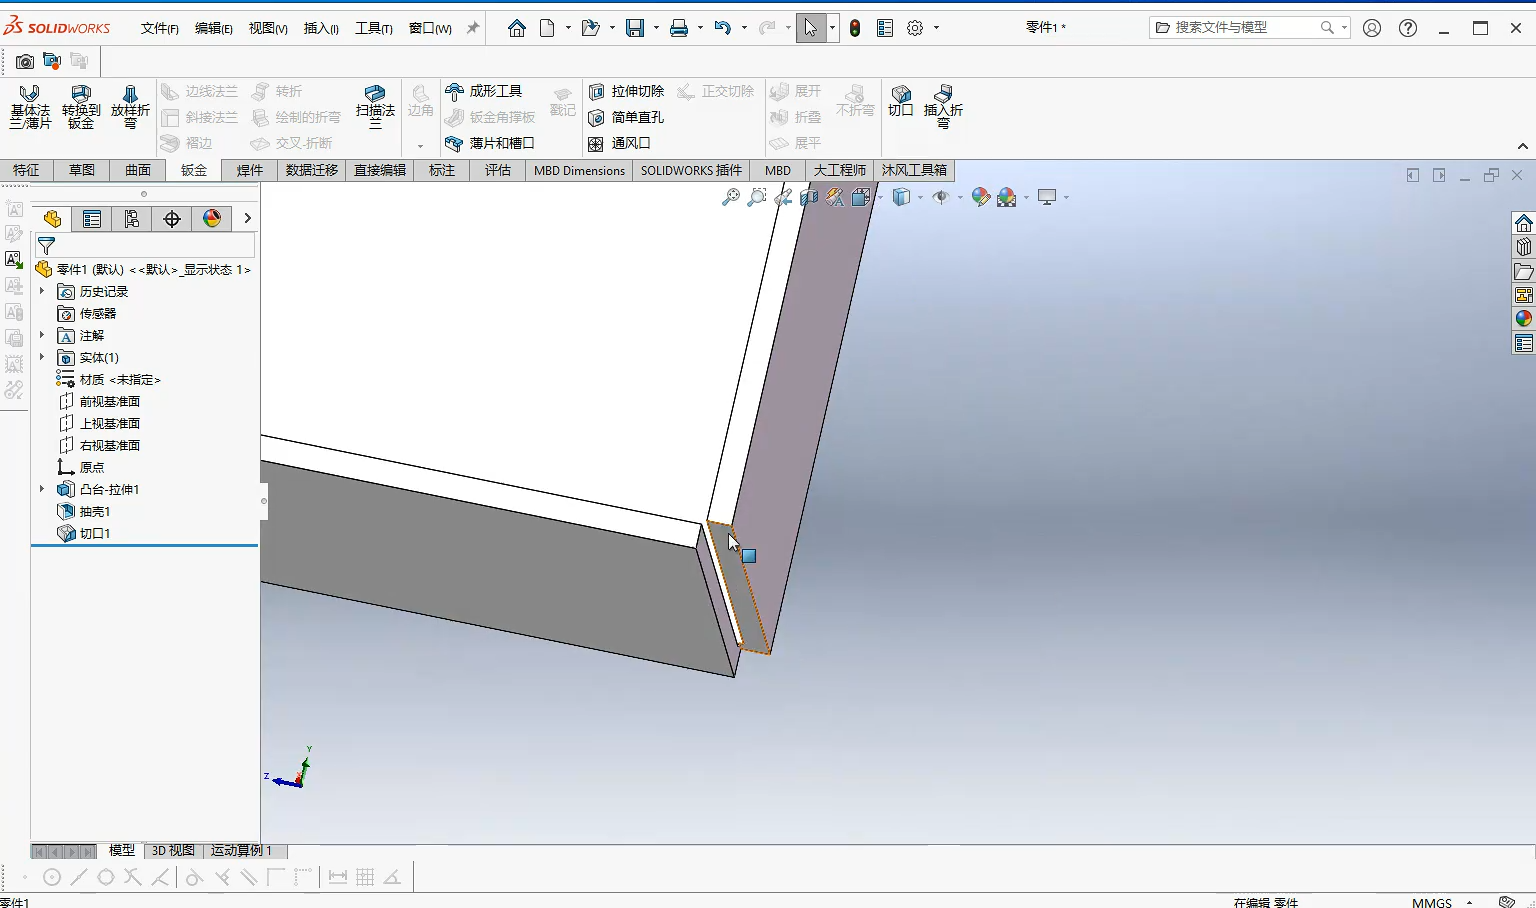 SOLIDWORKS 文件(F) 编辑(E) 视图(V) 插入(I) 工具(T) 窗口(W) 零件1 * 搜索文件与模型
基体法兰/薄片 转换到钣金 放样折弯 边线法兰 转折 扫描法兰 边角 成形工具 戳记 拉伸切除 正交切除 展开 不折弯 切口 插入折弯
斜接法兰 绘制的折弯 钣金角撑板 简单直孔 折叠
褶边 交叉-折断 薄片和槽口 通风口 展平
特征 草图 曲面 钣金 焊件 数据迁移 直接编辑 标注 评估 MBD Dimensions SOLIDWORKS 插件 MBD 大工程师 沐风工具箱
零件1 (默认) <<默认>_显示状态 1>
历史记录
传感器
注解
实体(1)
材质 <未指定>
前视基准面
上视基准面
右视基准面
原点
凸台-拉伸1
抽壳1
切口1
Y
Z
模型 3D 视图 运动算例 1
零件1 在编辑 零件 MMGS